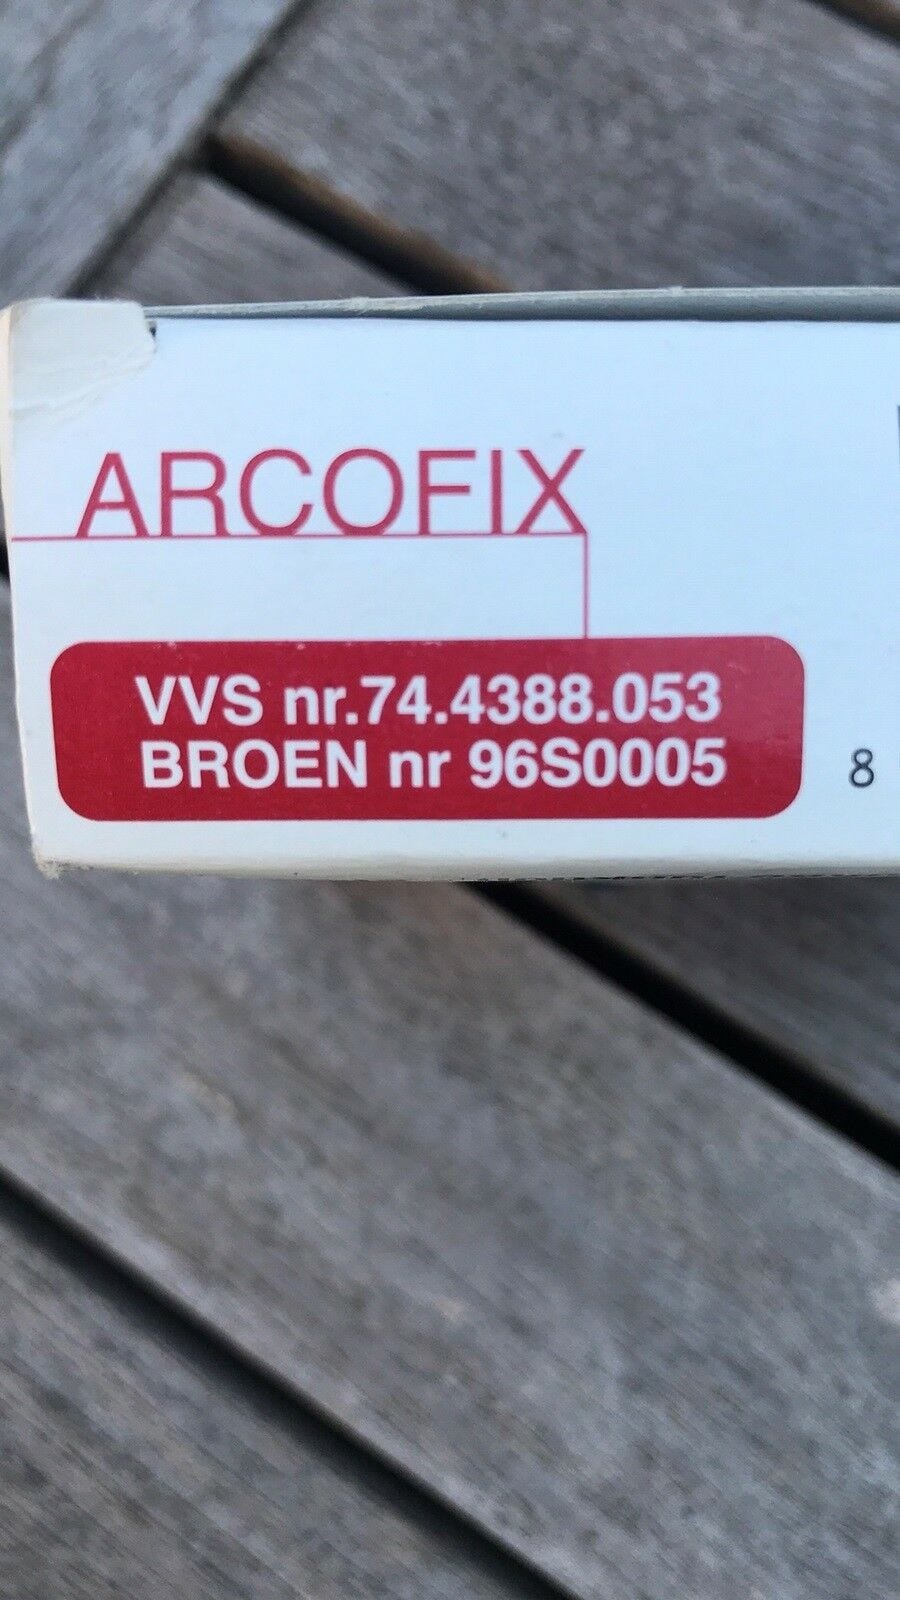 ARCOFIX
VVS nr.74.4388.053
BROEN nr 96S0005
8